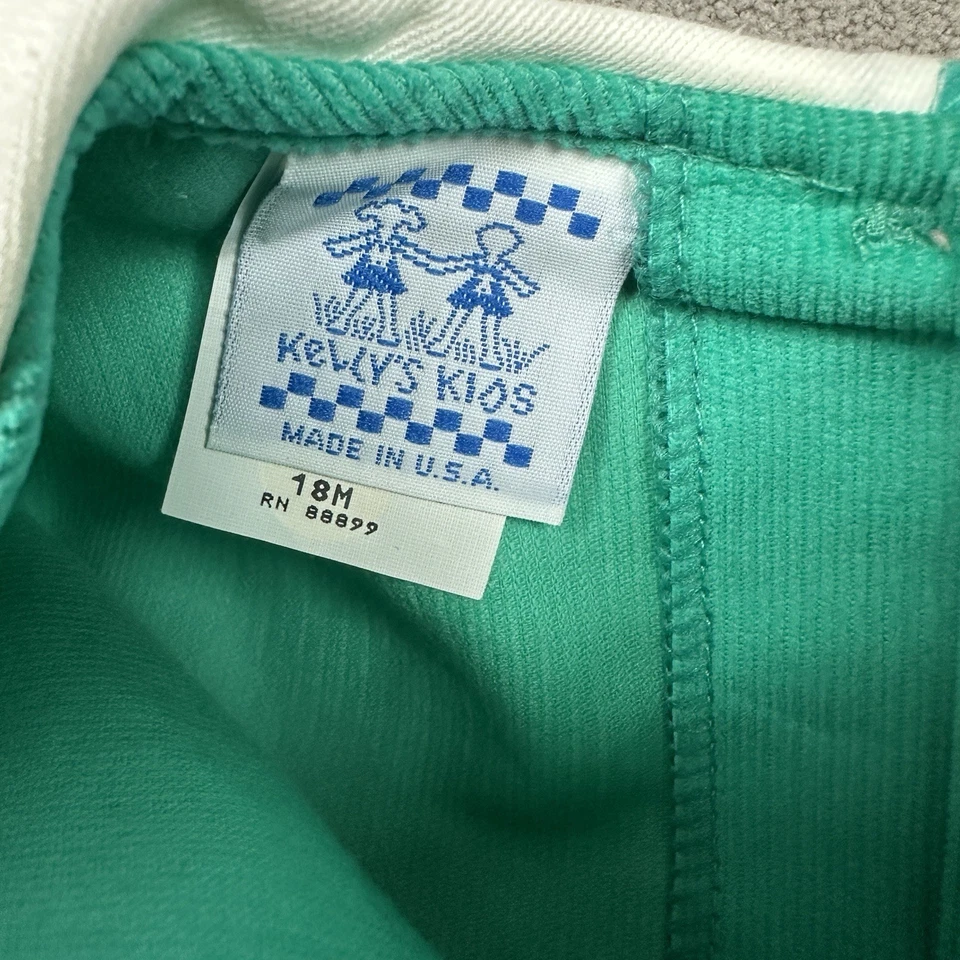 KELLY'S KIDS
MADE IN U.S.A.
18M
RN 88899